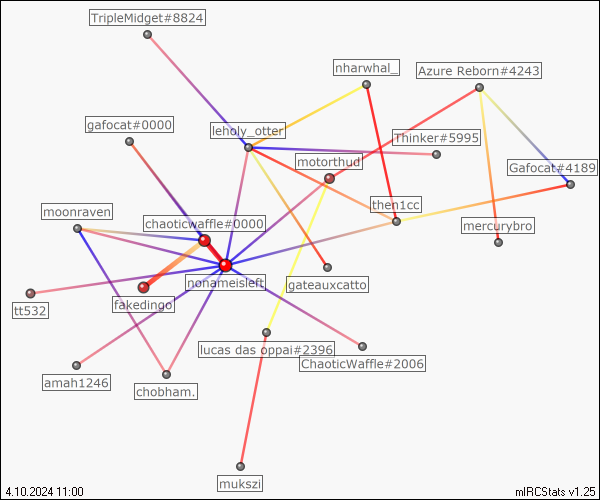 TripleMidget#8824
nharwhal_
Azure Reborn#4243
gafocat#0000
leholy_otter
Thinker#5995
motorthud
Gafocat#4189
moonraven
then1cc
chaoticwaffle#0000
mercurybro
nonameisleft
gateauxcatto
tt532
fakedingo
lucas das oppai#2396
ChaoticWaffle#2006
amah1246
chobham.
mukszi
4.10.2024 11:00
mIRCStats v1.25